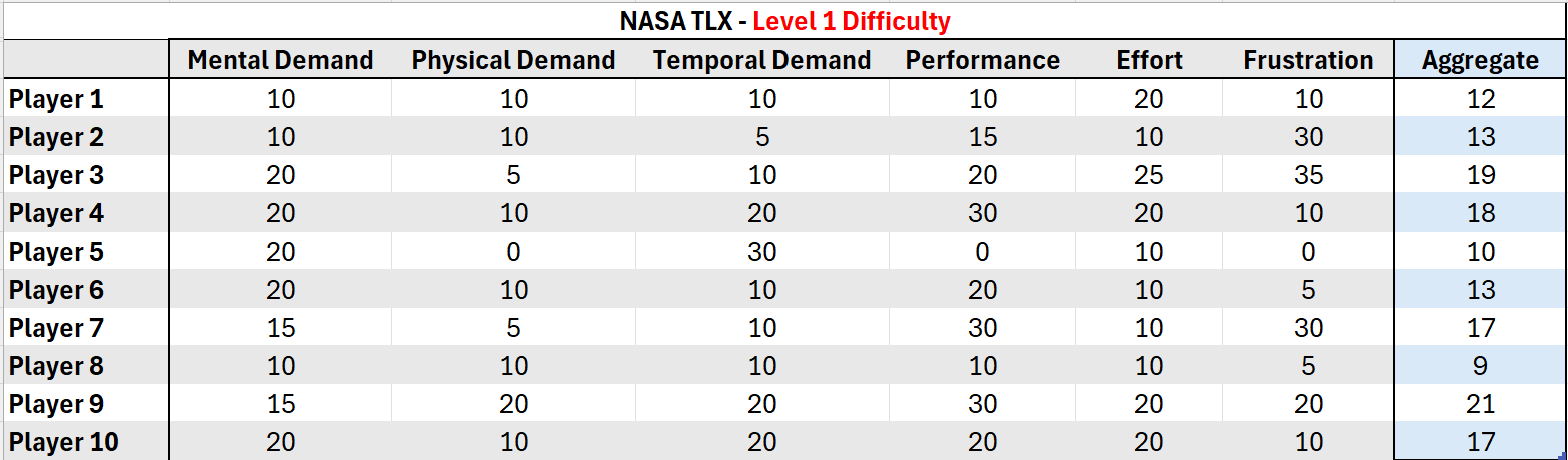 NASA TLX - Level 1 Difficulty
Mental Demand Physical Demand Temporal Demand Performance Effort Frustration Aggregate
Player 1 10 10 10 10 20 10 12
Player 2 10 10 5 15 10 30 13
Player 3 20 5 10 20 25 35 19
Player 4 20 10 20 30 20 10 18
Player 5 20 0 30 0 10 0 10
Player 6 20 10 10 20 10 5 13
Player 7 15 5 10 30 10 30 17
Player 8 10 10 10 10 10 5 9
Player 9 15 20 20 30 20 20 21
Player 10 20 10 20 20 20 10 17